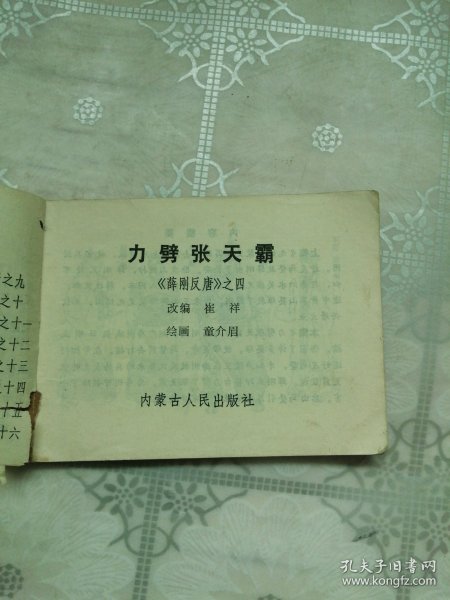 力劈张天霸
《薛刚反唐》之四
改编 崔祥
绘画 童介眉
内蒙古人民出版社
之九
之十
之十一
之十二
之十三
十四
十五
十六
孔夫子旧书网
www.kongfz.com